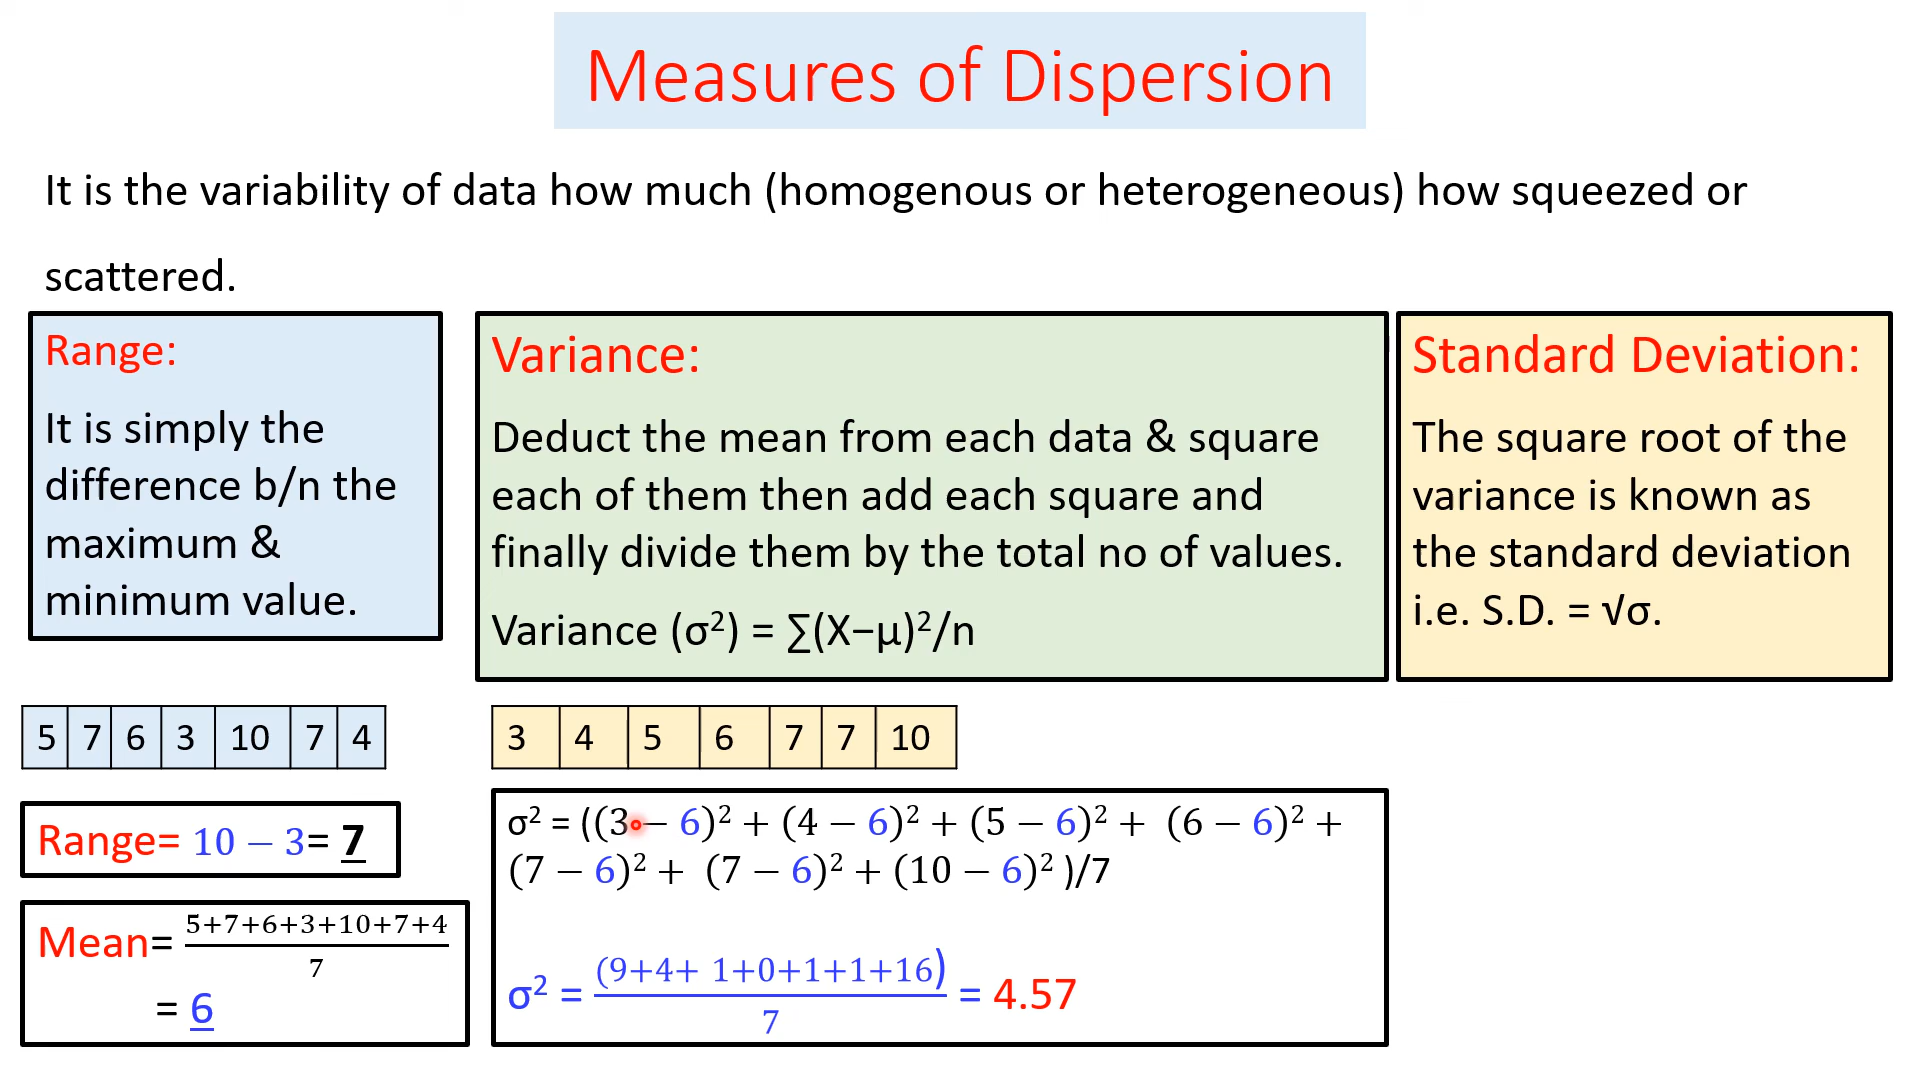 Measures of Dispersion
It is the variability of data how much (homogenous or heterogeneous) how squeezed or
scattered.
Range:
It is simply the
difference b/n the
maximum &
minimum value.
Variance:
Deduct the mean from each data & square
each of them then add each square and
finally divide them by the total no of values.
Variance (σ²) = ∑(X−μ)²/n
Standard Deviation:
The square root of the
variance is known as
the standard deviation
i.e. S.D. = √σ.
5 7 6 3 10 7 4
3 4 5 6 7 7 10
Range= 10 − 3= 7
Mean= 5+7+6+3+10+7+4
7
= 6
σ² = ((3 − 6)² + (4 − 6)² + (5 − 6)² + (6 − 6)² +
(7 − 6)² + (7 − 6)² + (10 − 6)² )/7
σ² = (9+4+ 1+0+1+1+16) = 4.57
7